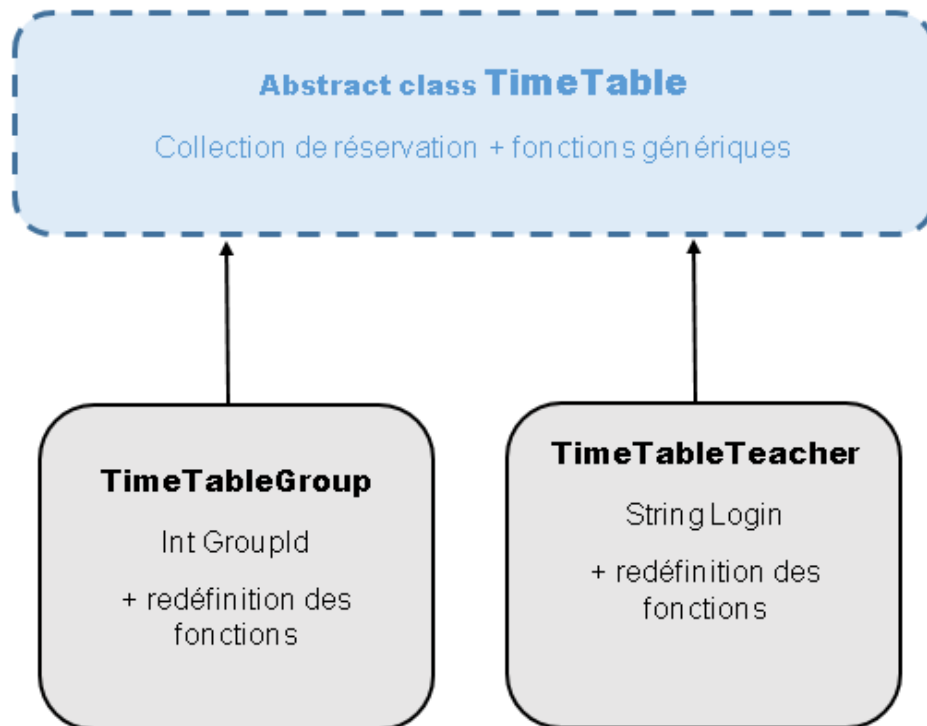 Abstract class TimeTable
Collection de réservation + fonctions génériques
TimeTableGroup
Int GroupId
+ redéfinition des
fonctions
TimeTableTeacher
String Login
+ redéfinition des
fonctions